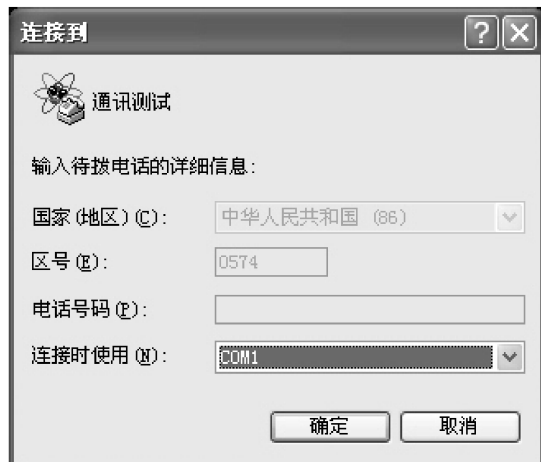 连接到
通讯测试
输入待拨电话的详细信息:
国家(地区)(C): 中华人民共和国 (86)
区号(E): 0574
电话号码(P):
连接时使用(N): COM1
确定 取消